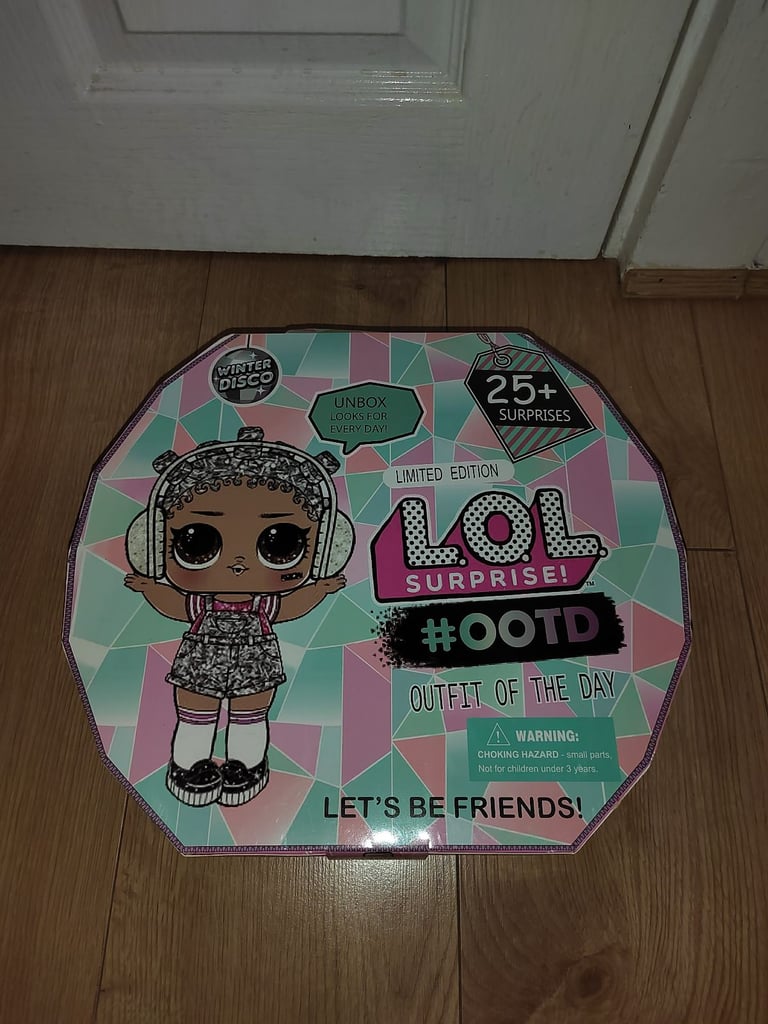 WINTER
DISCO
UNBOX
LOOKS FOR
EVERY DAY!
25+
SURPRISES
LIMITED EDITION
L.O.L.
SURPRISE!™
#OOTD
OUTFIT OF THE DAY
WARNING:
CHOKING HAZARD - small parts,
Not for children under 3 years.
LET'S BE FRIENDS!